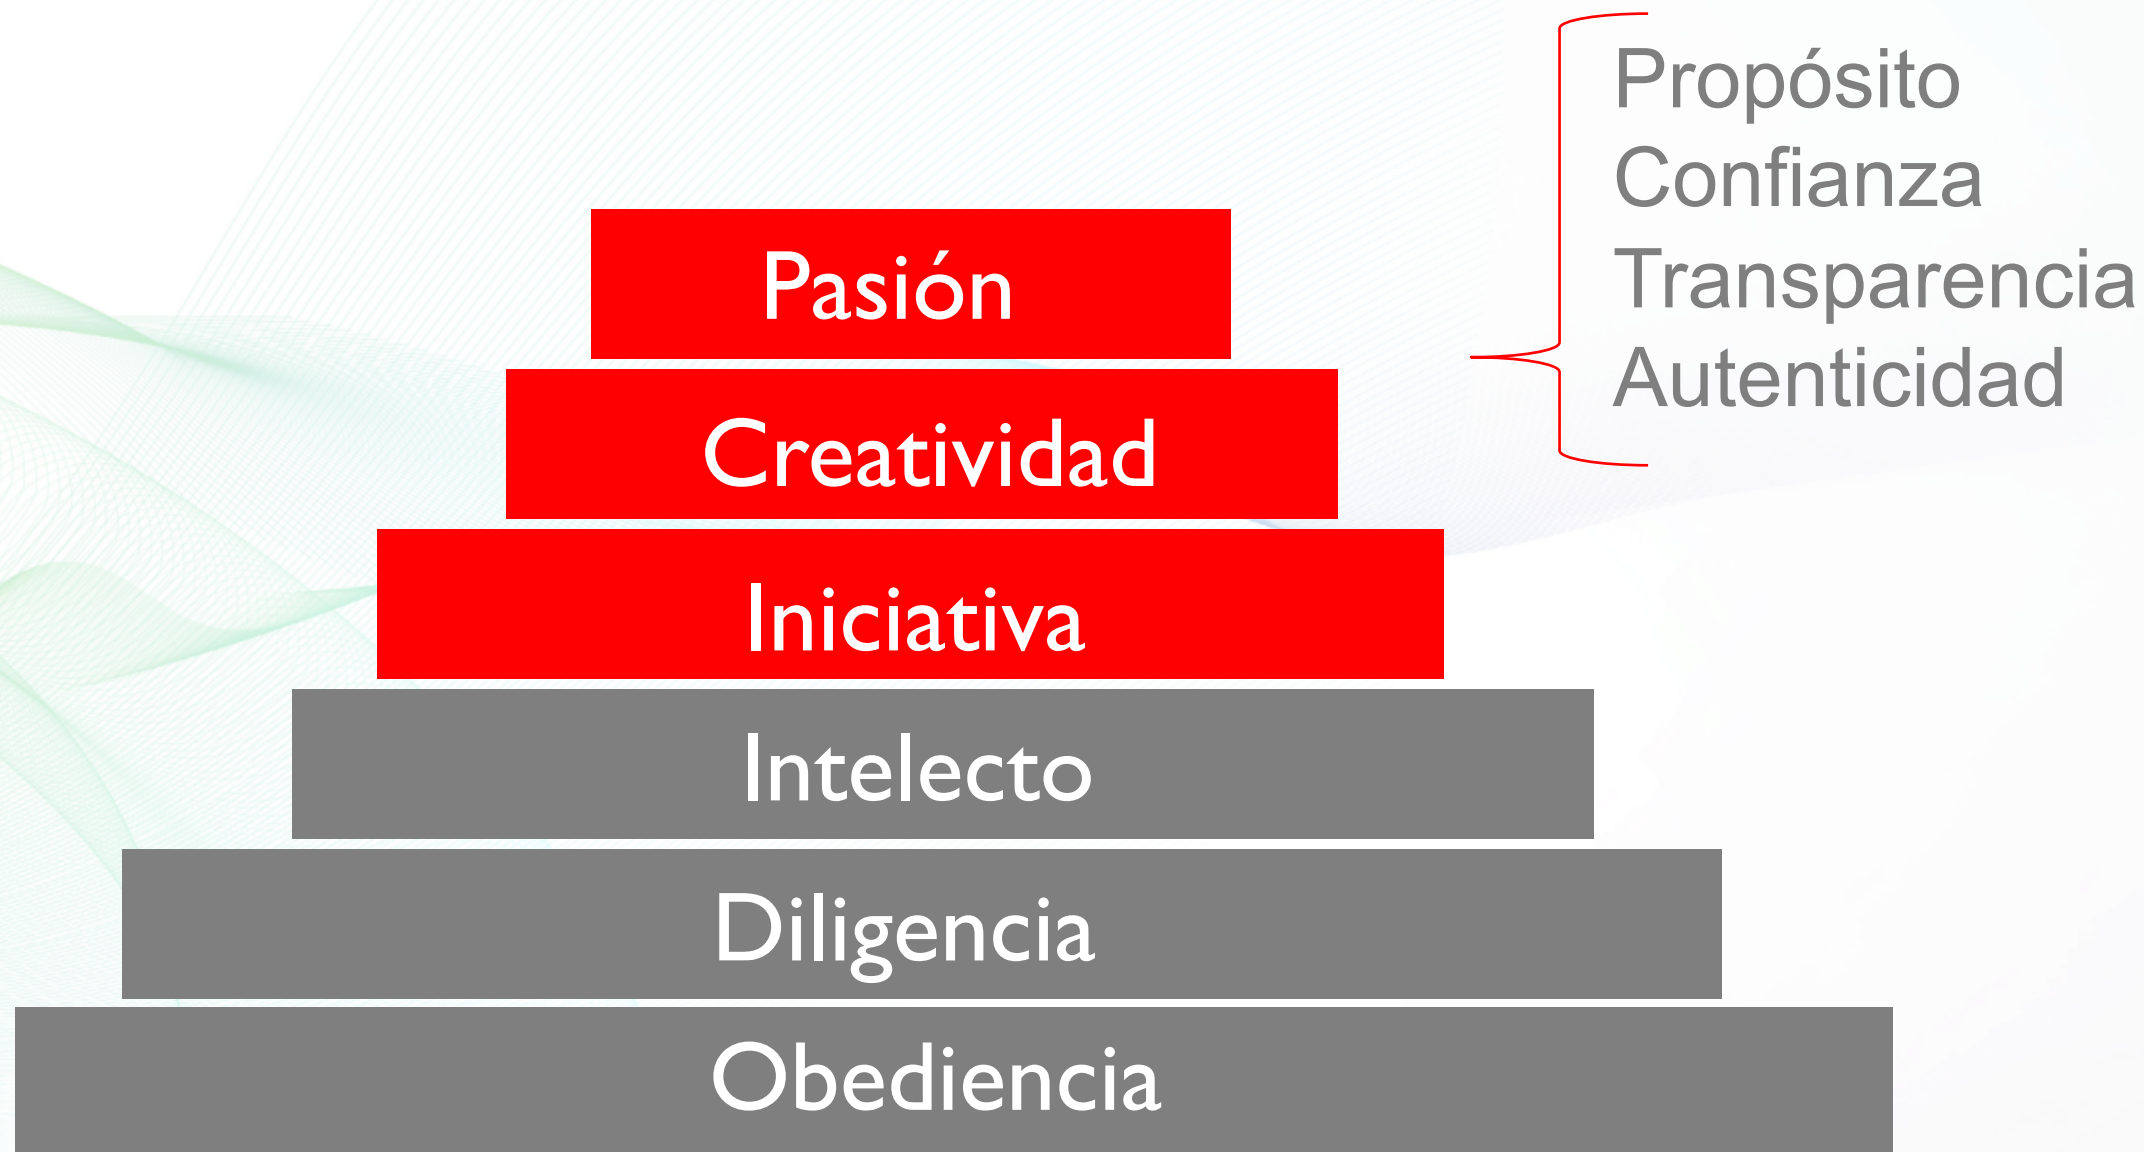 Propósito
Confianza
Transparencia
Autenticidad
Pasión
Creatividad
Iniciativa
Intelecto
Diligencia
Obediencia